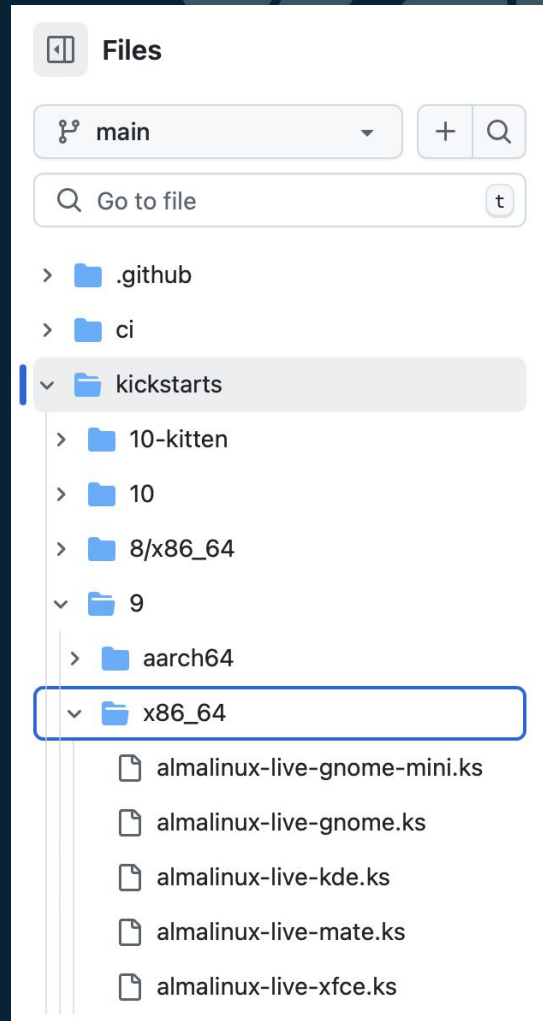 Files
main
Go to file
t
.github
ci
kickstarts
10-kitten
10
8/x86_64
9
aarch64
x86_64
almalinux-live-gnome-mini.ks
almalinux-live-gnome.ks
almalinux-live-kde.ks
almalinux-live-mate.ks
almalinux-live-xfce.ks